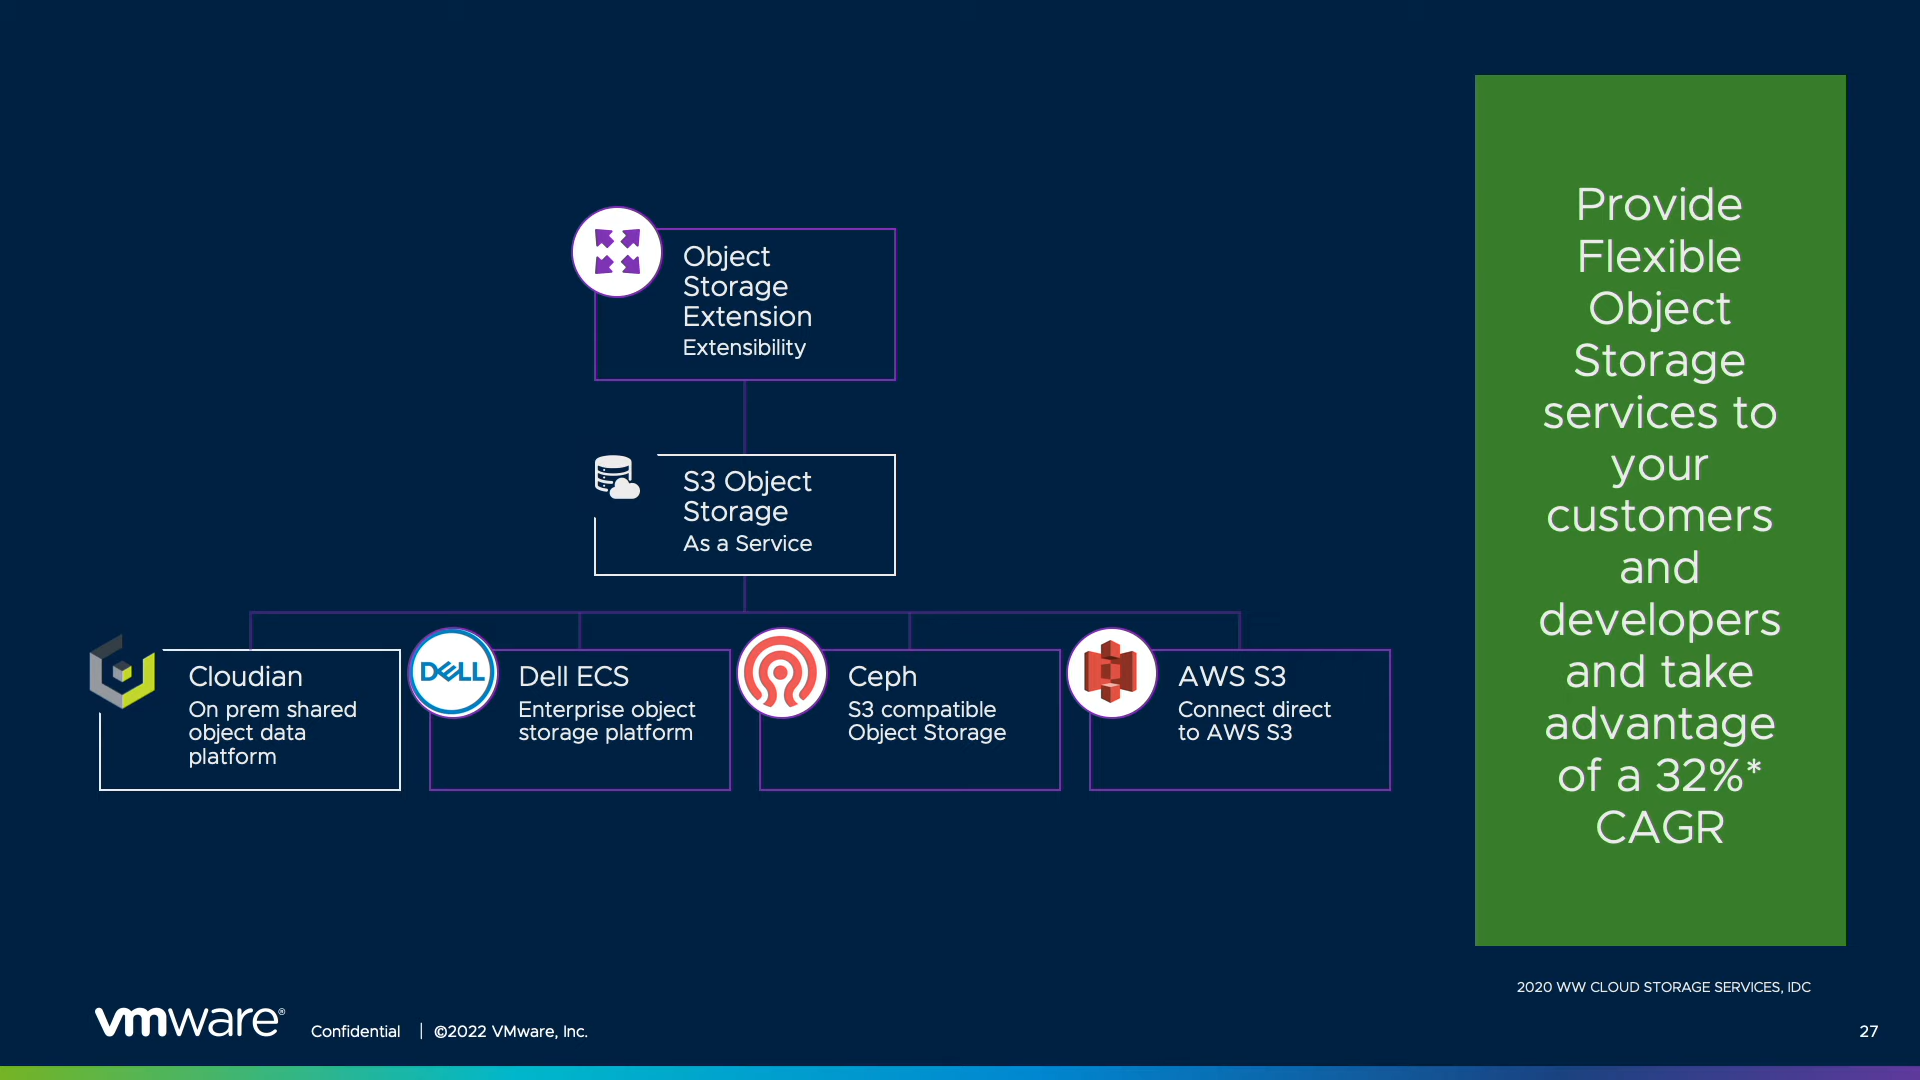 Object
Storage
Extension
Extensibility
S3 Object
Storage
As a Service
Cloudian
On prem shared
object data
platform
DELL
Dell ECS
Enterprise object
storage platform
Ceph
S3 compatible
Object Storage
AWS S3
Connect direct
to AWS S3
Provide
Flexible
Object
Storage
services to
your
customers
and
developers
and take
advantage
of a 32%*
CAGR
2020 WW CLOUD STORAGE SERVICES, IDC
vmware®
Confidential | ©2022 VMware, Inc.
27